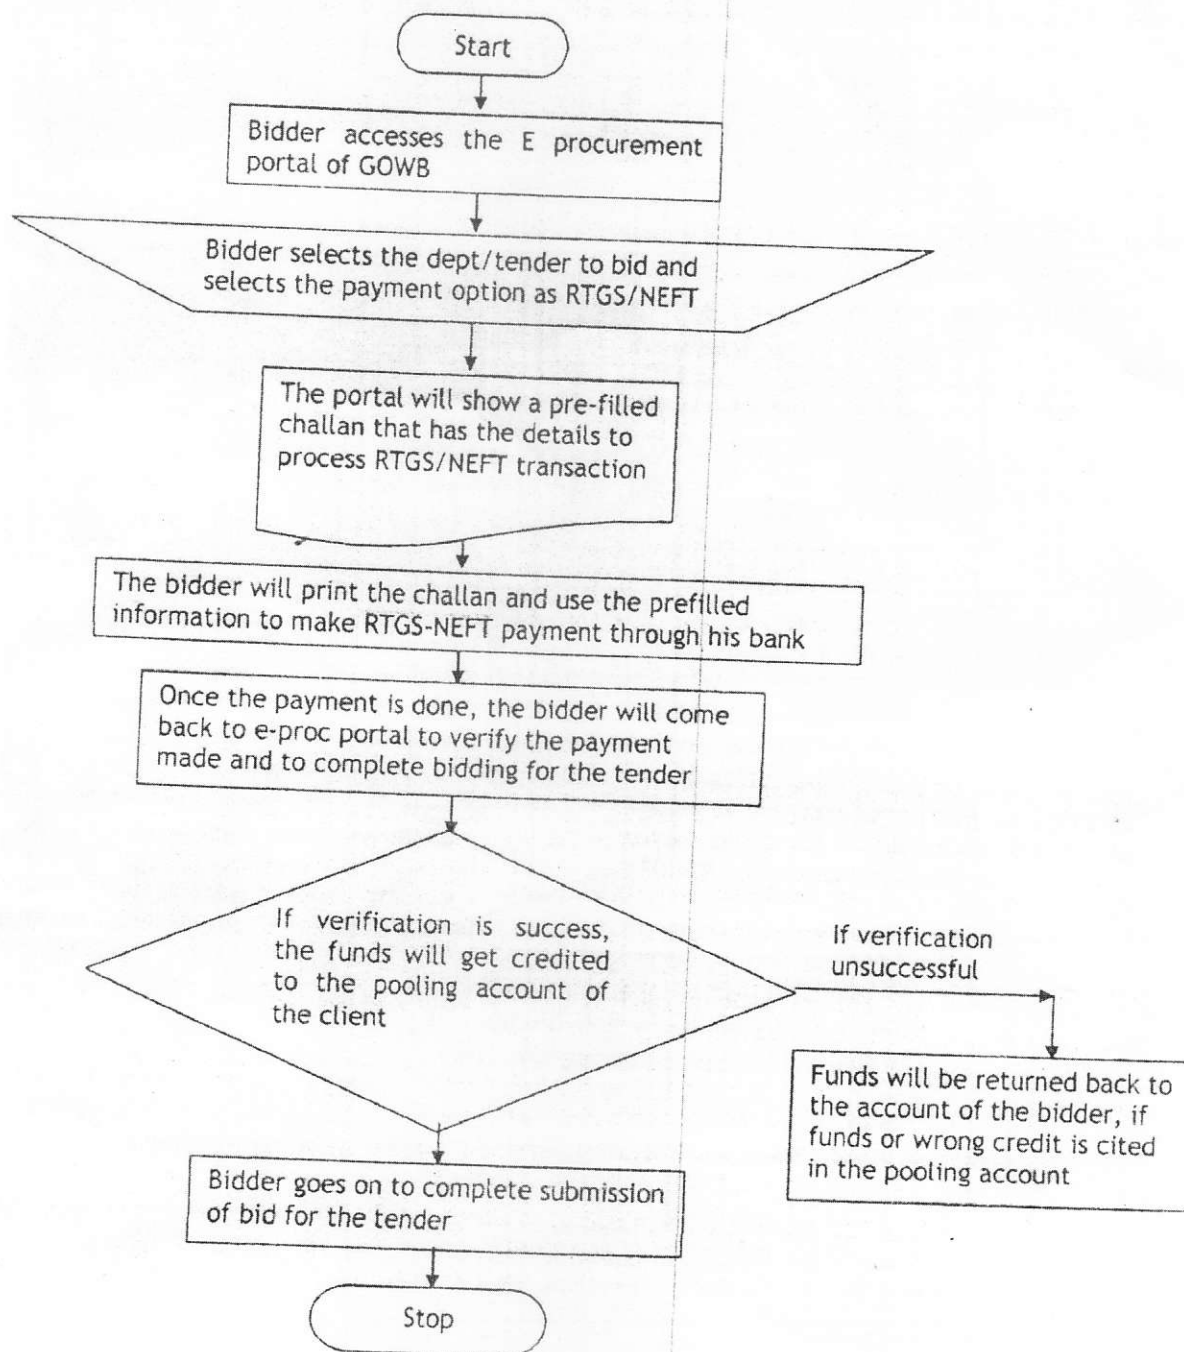 Start
Bidder accesses the E procurement
portal of GOWB
Bidder selects the dept/tender to bid and
selects the payment option as RTGS/NEFT
The portal will show a pre-filled
challan that has the details to
process RTGS/NEFT transaction
The bidder will print the challan and use the prefilled
information to make RTGS-NEFT payment through his bank
Once the payment is done, the bidder will come
back to e-proc portal to verify the payment
made and to complete bidding for the tender
If verification is success,
the funds will get credited
to the pooling account of
the client
If verification
unsuccessful
Funds will be returned back to
the account of the bidder, if
funds or wrong credit is cited
in the pooling account
Bidder goes on to complete submission
of bid for the tender
Stop